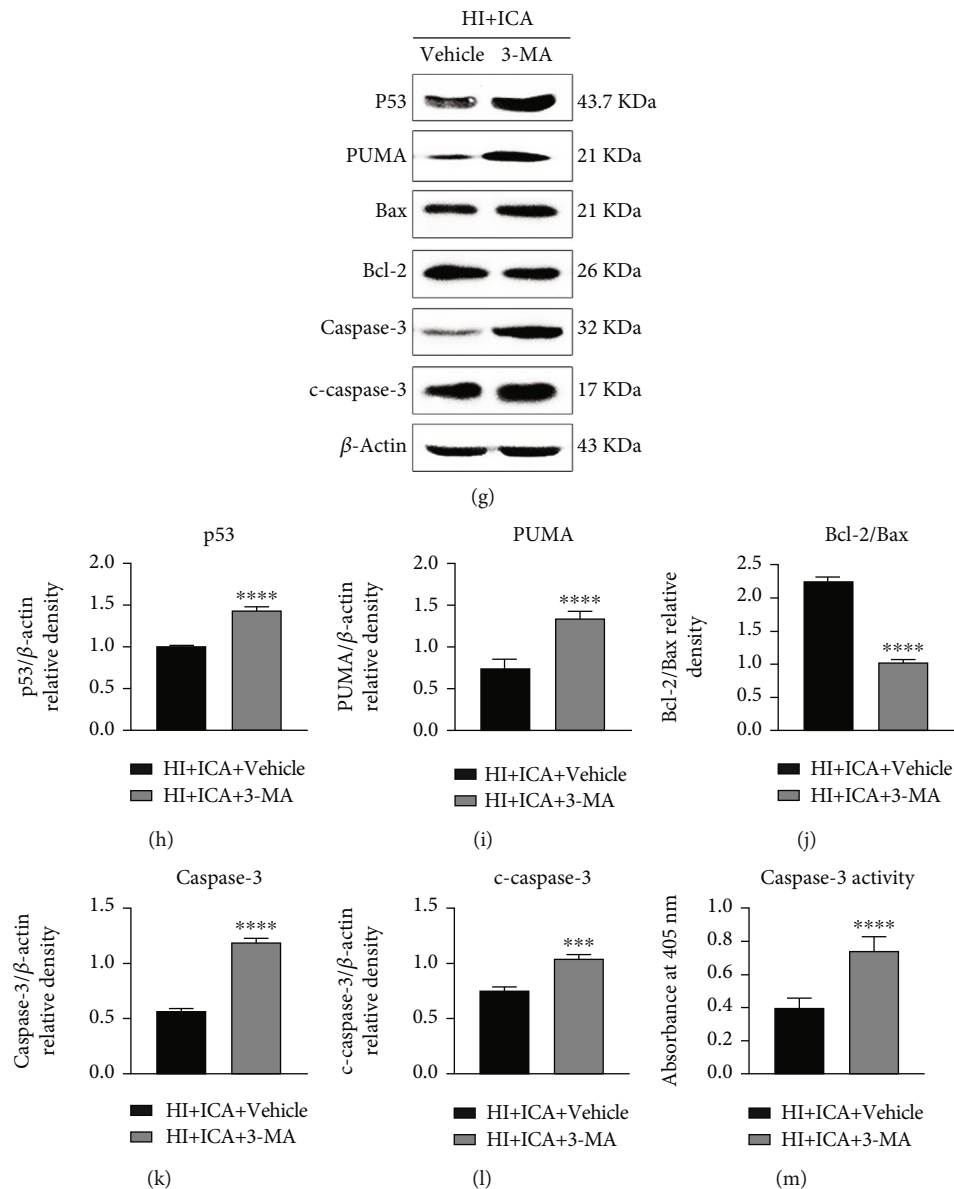 HI+ICA
Vehicle 3-MA
P53 43.7 KDa
PUMA 21 KDa
Bax 21 KDa
Bcl-2 26 KDa
Caspase-3 32 KDa
c-caspase-3 17 KDa
β-Actin 43 KDa
(g)
p53
p53/β-actin
relative density
2.0
1.5
1.0
0.5
0.0
****
HI+ICA+Vehicle
HI+ICA+3-MA
(h)
PUMA
PUMA/β-actin
relative density
2.0
1.5
1.0
0.5
0.0
****
HI+ICA+Vehicle
HI+ICA+3-MA
(i)
Bcl-2/Bax
Bcl-2/Bax relative
density
2.5
2.0
1.5
1.0
0.5
0.0
****
HI+ICA+Vehicle
HI+ICA+3-MA
(j)
Caspase-3
Caspase-3/β-actin
relative density
1.5
1.0
0.5
0.0
****
HI+ICA+Vehicle
HI+ICA+3-MA
(k)
c-caspase-3
c-caspase-3/β-actin
relative density
1.5
1.0
0.5
0.0
***
HI+ICA+Vehicle
HI+ICA+3-MA
(l)
Caspase-3 activity
Absorbance at 405 nm
1.0
0.8
0.6
0.4
0.2
0.0
****
HI+ICA+Vehicle
HI+ICA+3-MA
(m)